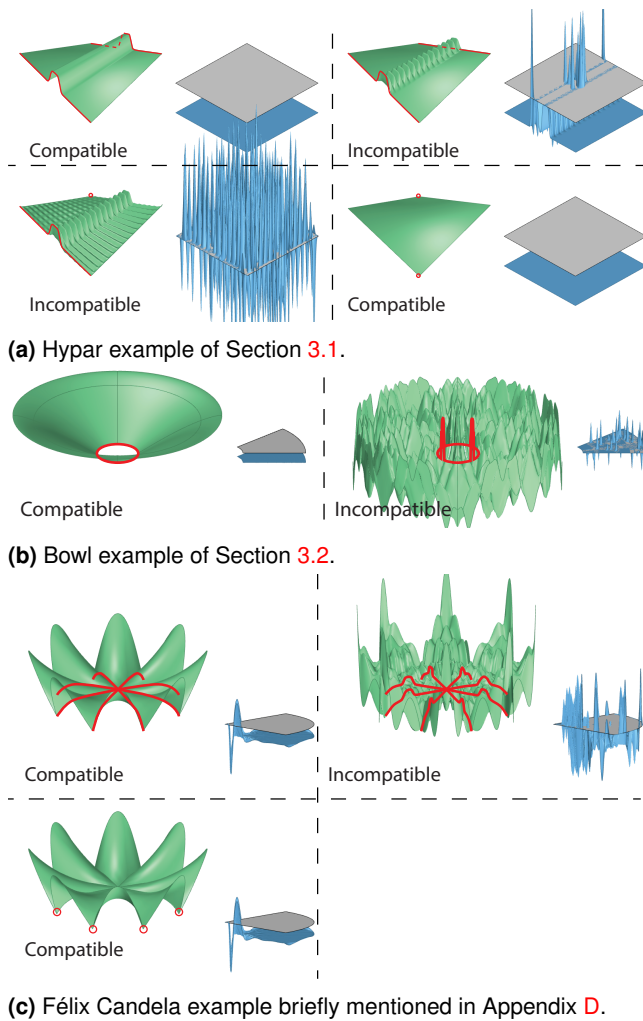 Compatible
Incompatible
Incompatible
Compatible
(a) Hypar example of Section 3.1.
Compatible
Incompatible
(b) Bowl example of Section 3.2.
Compatible
Incompatible
Compatible
(c) Félix Candela example briefly mentioned in Appendix D.